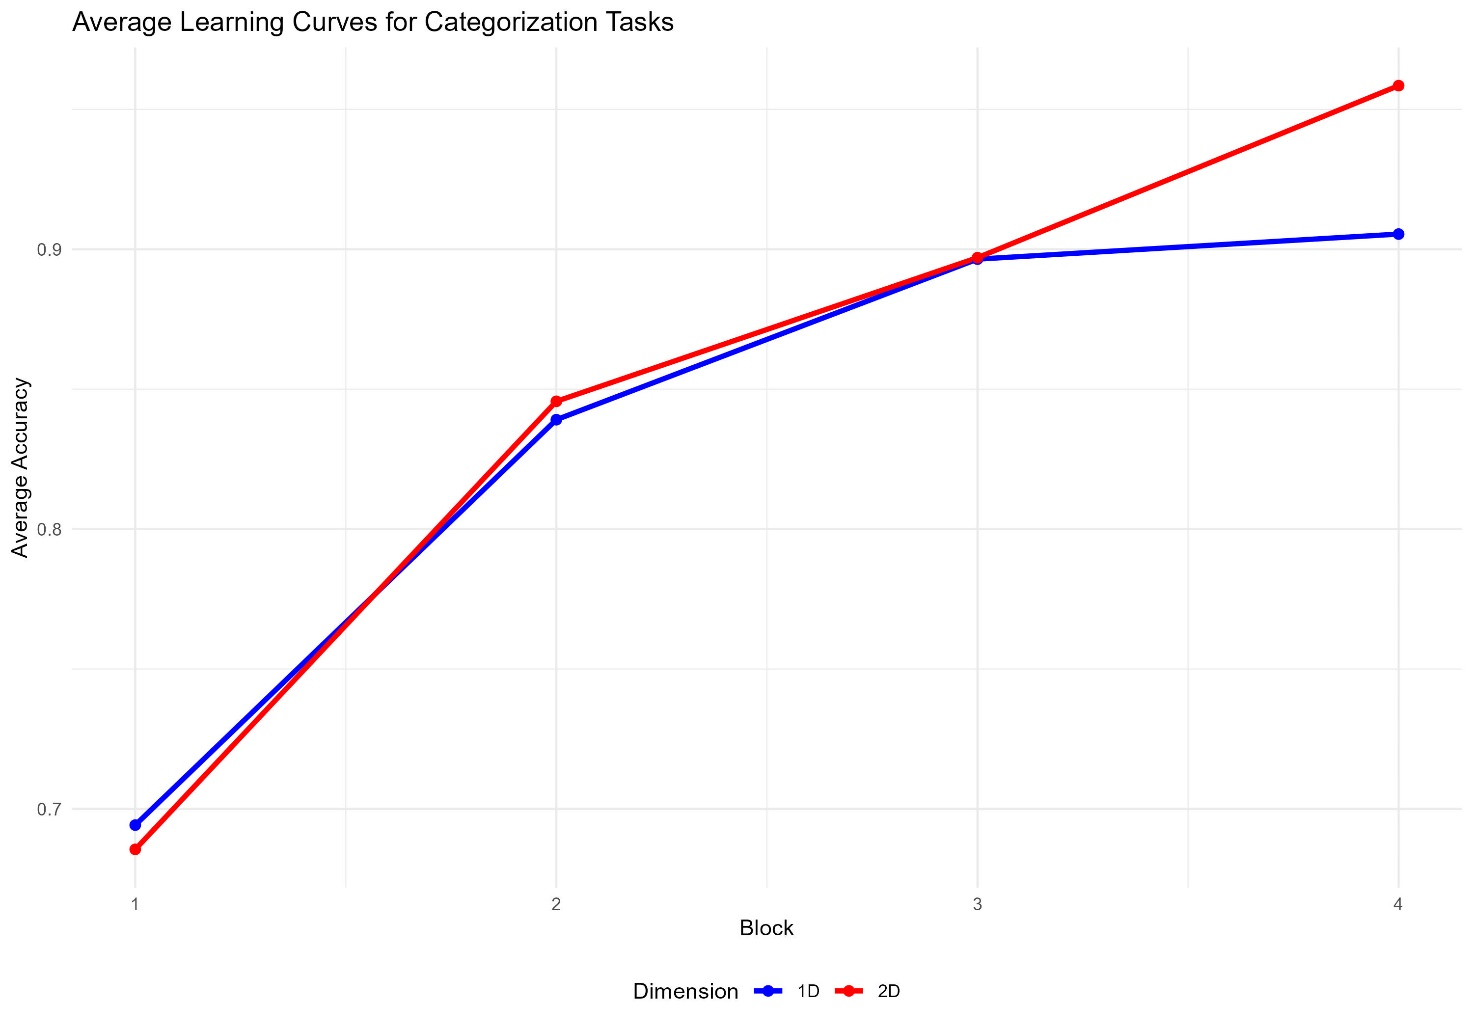 Average Learning Curves for Categorization Tasks
Average Accuracy
0.9
0.8
0.7
1 2 3 4
Block
Dimension 1D 2D